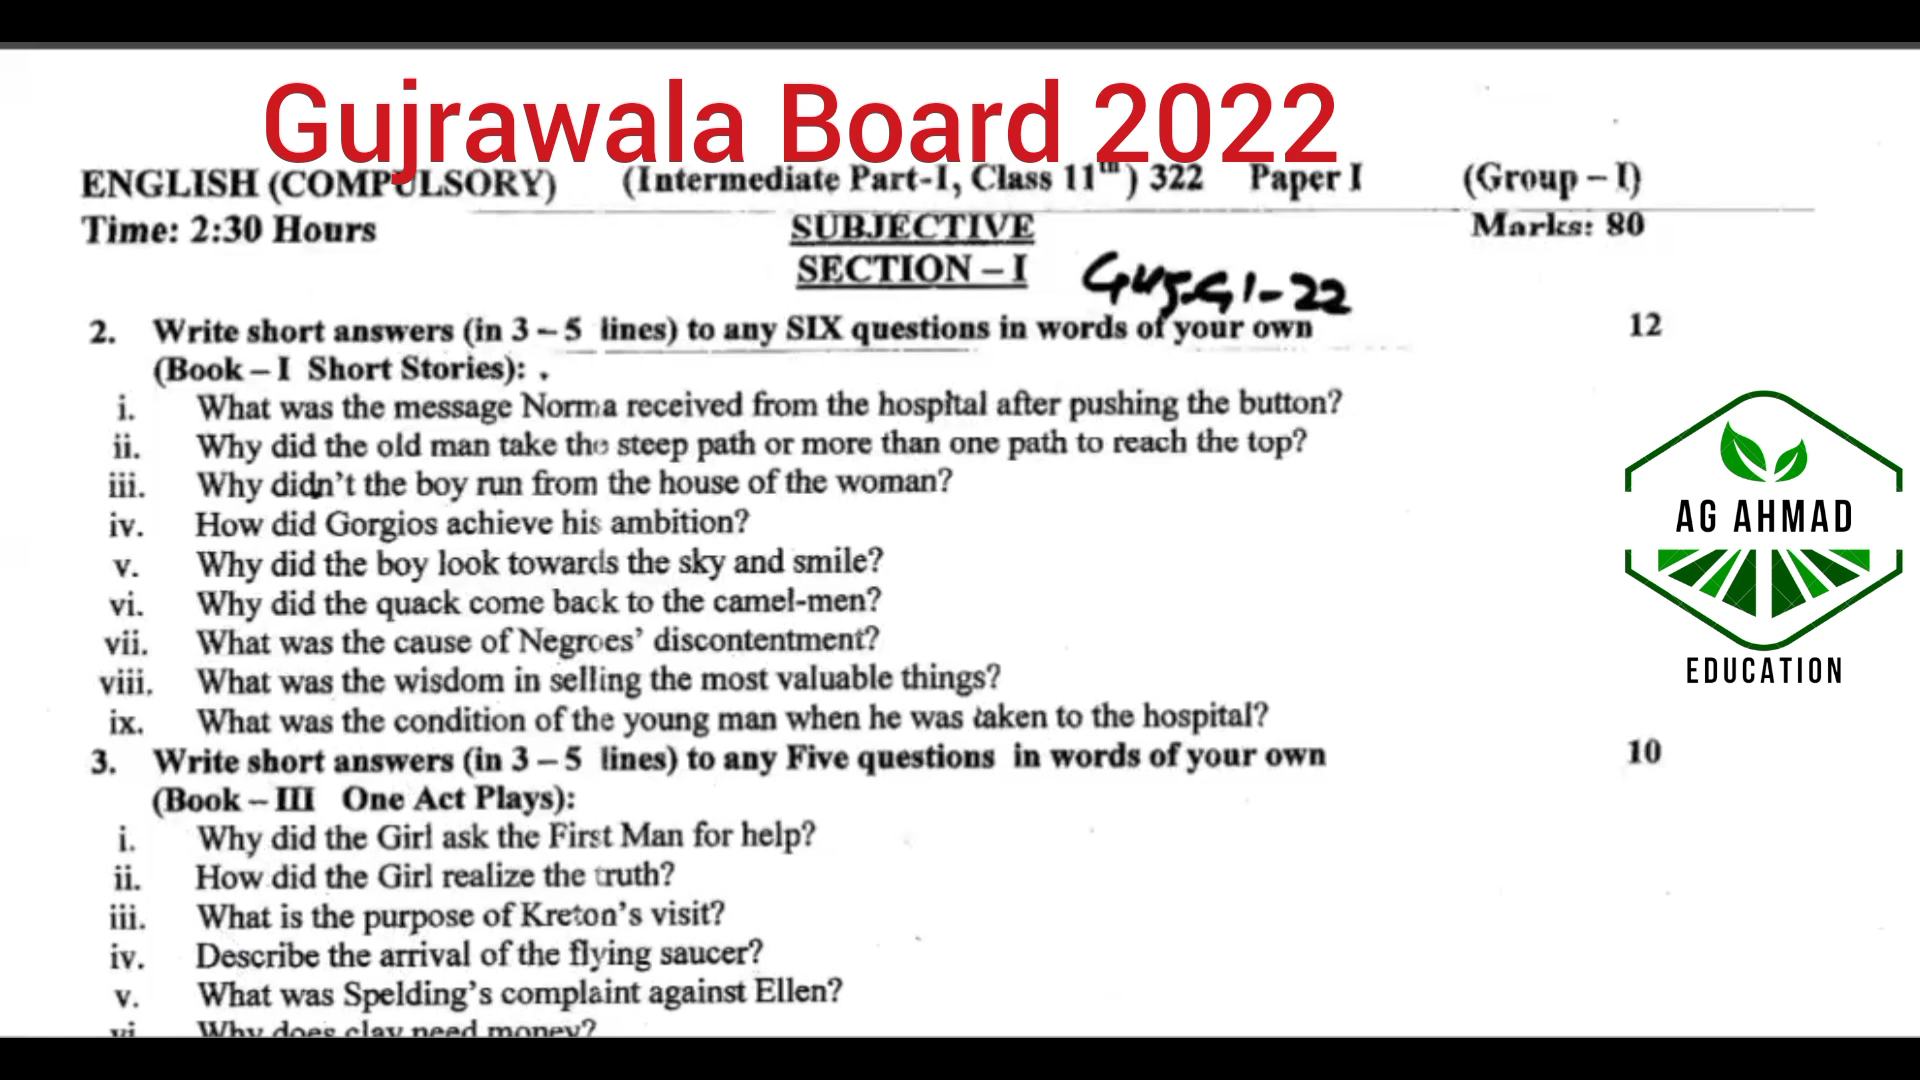 Gujrawala Board 2022
ENGLISH (COMPULSORY) (Intermediate Part-I, Class 11th) 322 Paper I (Group – I)
Time: 2:30 Hours SUBJECTIVE Marks: 80
SECTION – I Guj-G1-22
2. Write short answers (in 3 – 5 lines) to any SIX questions in words of your own 12
(Book – I Short Stories): .
i. What was the message Norma received from the hospital after pushing the button?
ii. Why did the old man take the steep path or more than one path to reach the top?
iii. Why didn't the boy run from the house of the woman?
iv. How did Gorgios achieve his ambition?
v. Why did the boy look towards the sky and smile?
vi. Why did the quack come back to the camel-men?
vii. What was the cause of Negroes' discontentment?
viii. What was the wisdom in selling the most valuable things?
ix. What was the condition of the young man when he was taken to the hospital?
3. Write short answers (in 3 – 5 lines) to any Five questions in words of your own 10
(Book – III One Act Plays):
i. Why did the Girl ask the First Man for help?
ii. How did the Girl realize the truth?
iii. What is the purpose of Kreton's visit?
iv. Describe the arrival of the flying saucer?
v. What was Spelding's complaint against Ellen?
vi. Why does clay need money?
AG AHMAD
EDUCATION